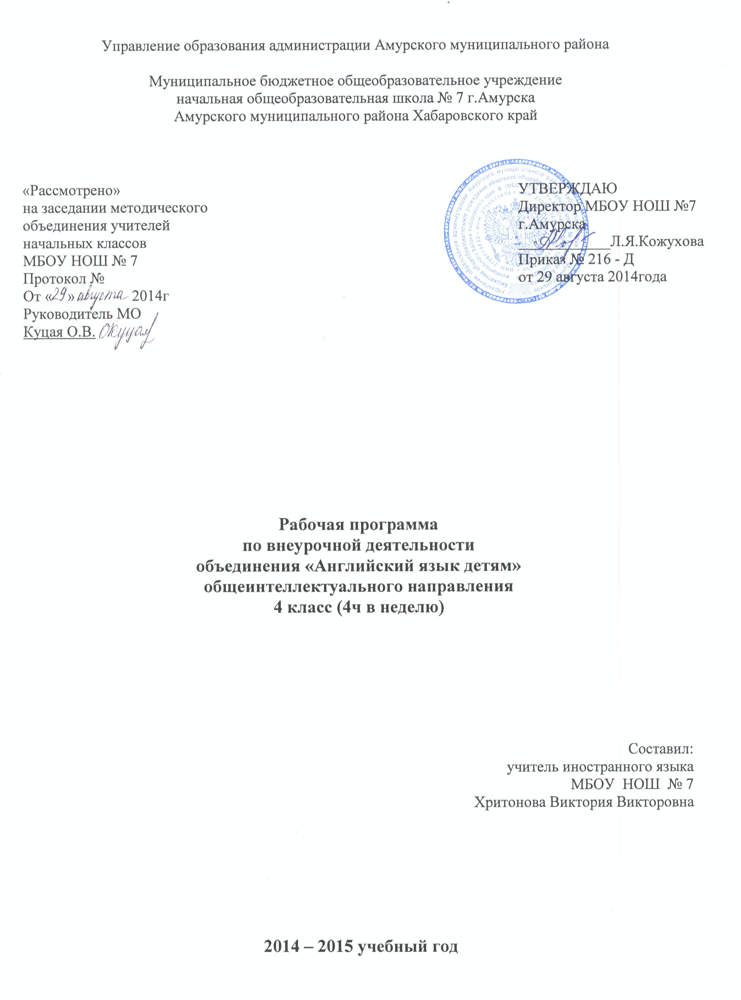 Управление образования администрации Амурского муниципального района
Муниципальное бюджетное общеобразовательное учреждение
начальная общеобразовательная школа № 7 г.Амурска
Амурского муниципального района Хабаровского край
«Рассмотрено»
на заседании методического
объединения учителей
начальных классов
МБОУ НОШ № 7
Протокол №
От «29» августа 2014г
Руководитель МО
Куцая О.В.
УТВЕРЖДАЮ
Директор МБОУ НОШ №7
г.Амурска
Л.Я.Кожухова
Приказ № 216 - Д
от 29 августа 2014года
Рабочая программа
по внеурочной деятельности
объединения «Английский язык детям»
общеинтеллектуального направления
4 класс (4ч в неделю)
Составил:
учитель иностранного языка
МБОУ НОШ № 7
Хритонова Виктория Викторовна
2014 – 2015 учебный год